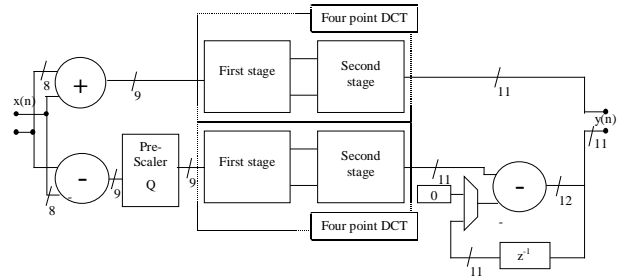 Four point DCT
First stage
Second
stage
8
+
9
11
x(n)
y(n)
11
Pre-
Scaler
Q
First stage
Second
stage
-
-
8
9
9
11
0
-
-
12
z-1
11
Four point DCT